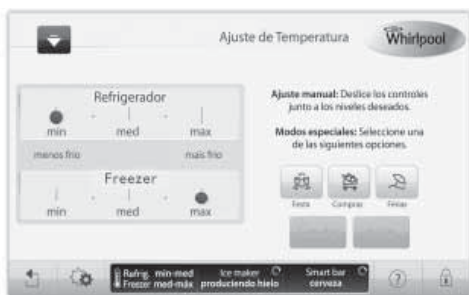 Ajuste de Temperatura
Whirlpool
Refrigerador
min med max
menos frio mais frio
Freezer
min med max
Ajuste manual: Deslice los controles
junto a los niveles deseados.
Modos especiales: Seleccione una
de las siguientes opciones.
Festa Compras Férias
Refrig. min-med
Freezer med-máx
Ice maker
produciendo hielo
Smart bar
cerveza
?